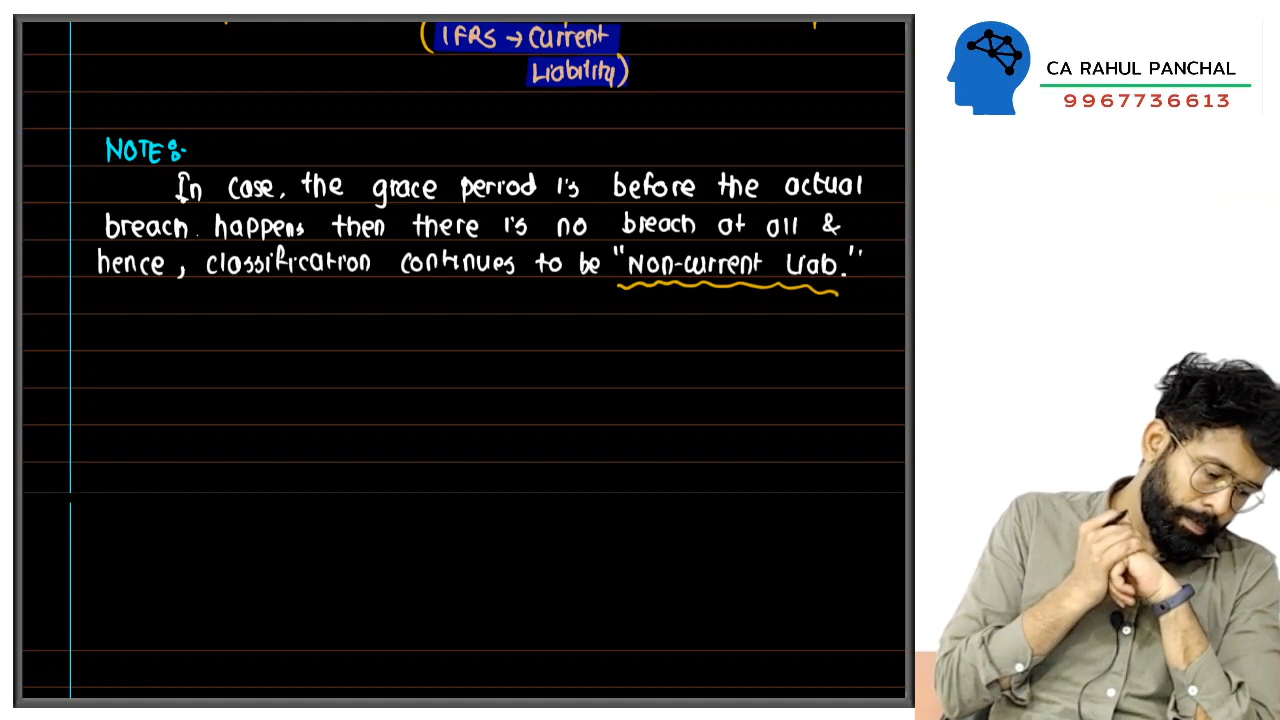 (IFRS → Current
Liability)
NOTE:-
In case, the grace period is before the actual
breach happens then there is no breach at all &
hence, classification continues to be "Non-current Liab."
CA RAHUL PANCHAL
9967736613